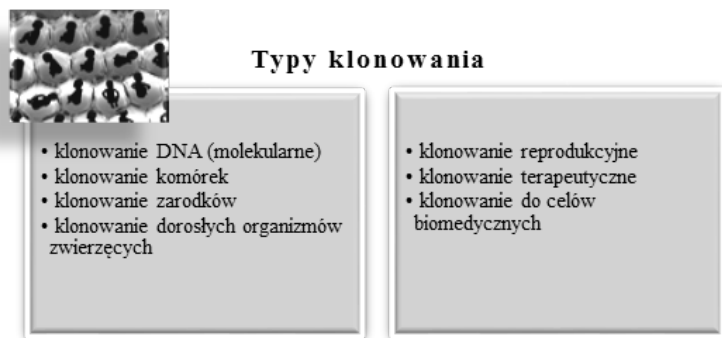 Typy klonowania
• klonowanie DNA (molekularne)
• klonowanie komórek
• klonowanie zarodków
• klonowanie dorosłych organizmów
zwierzęcych
• klonowanie reprodukcyjne
• klonowanie terapeutyczne
• klonowanie do celów
biomedycznych